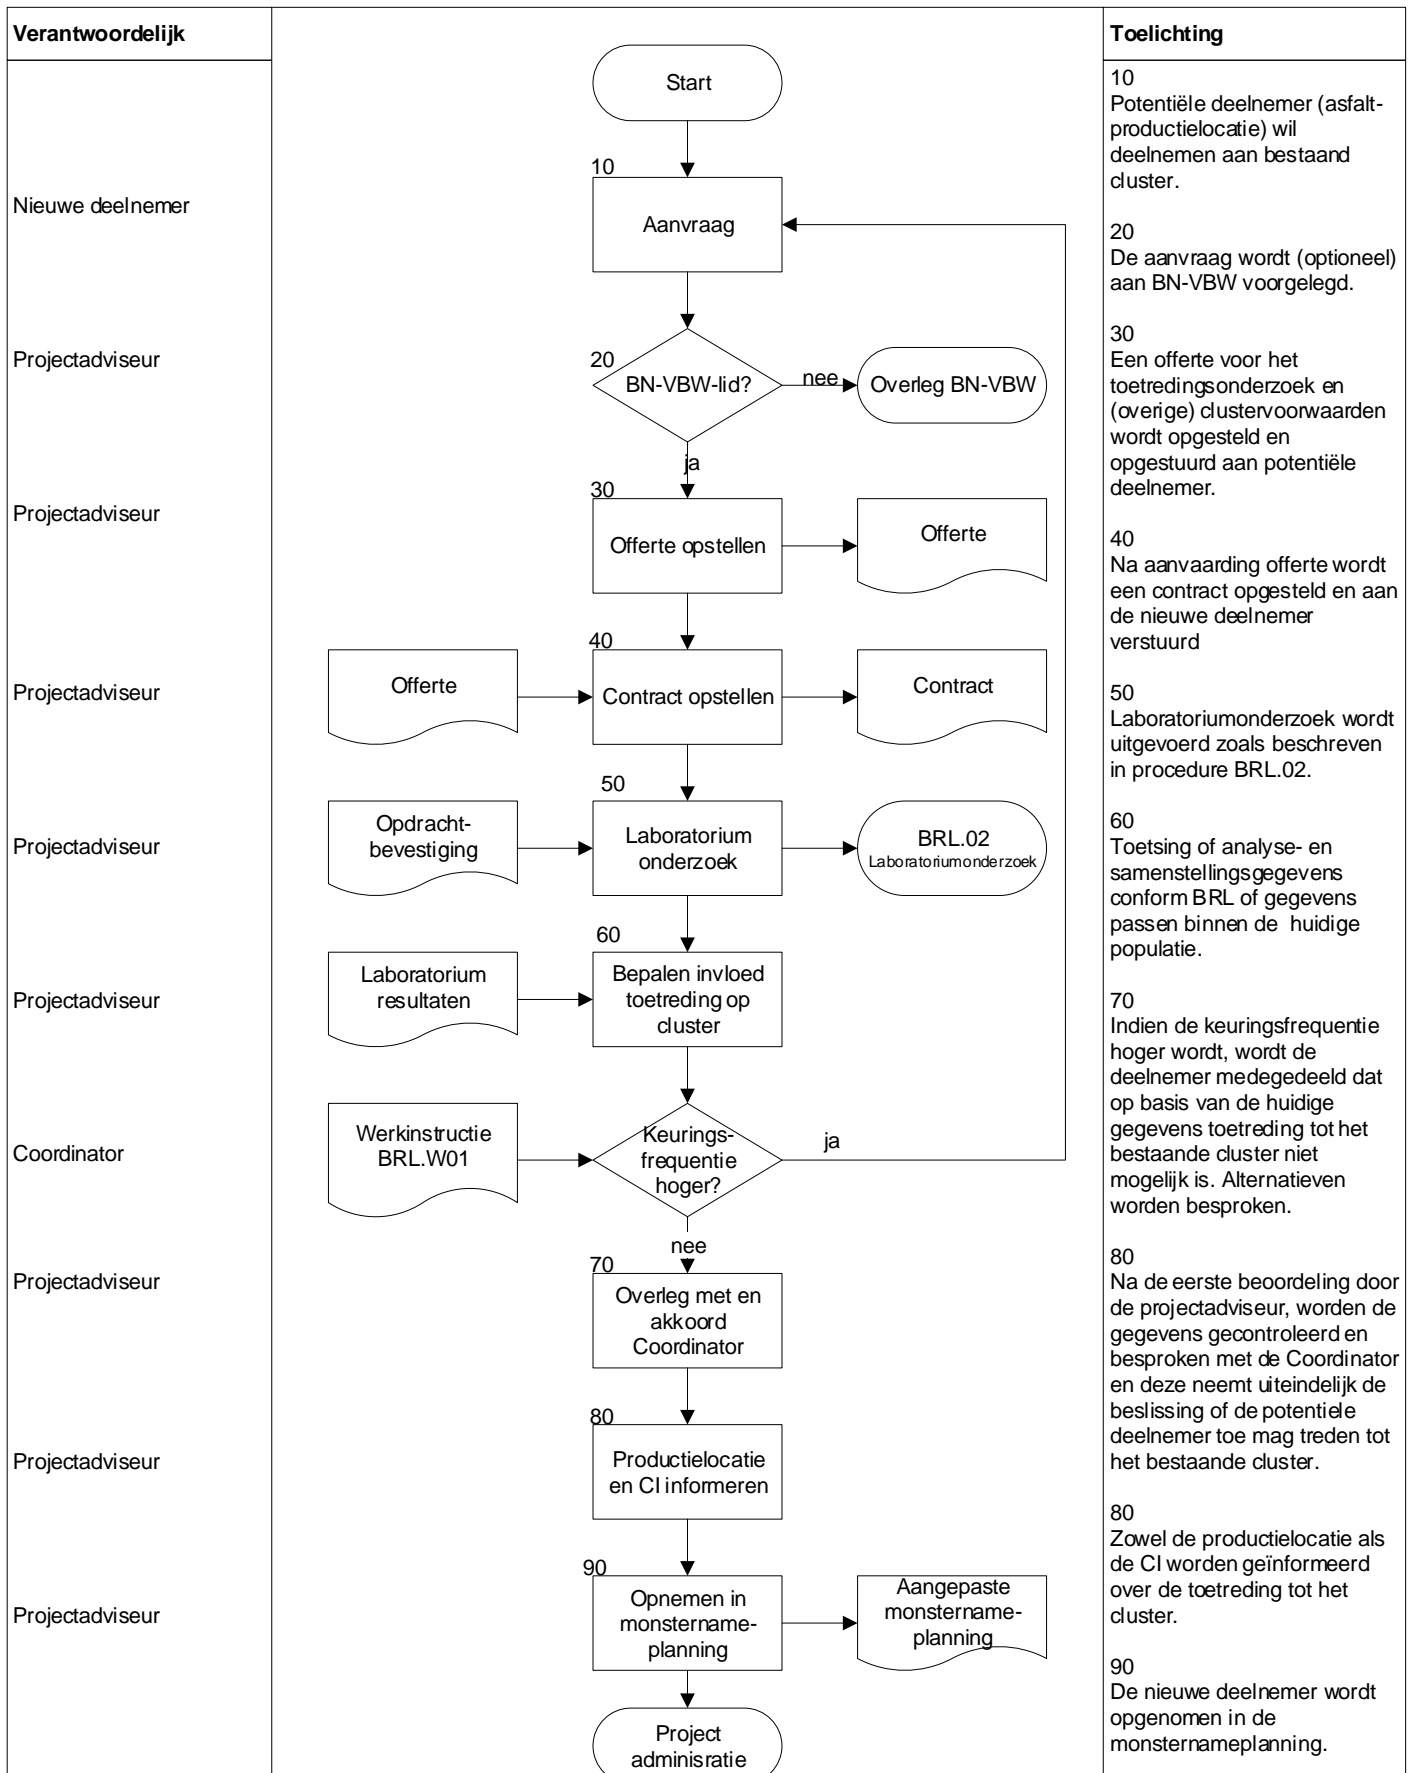 Verantwoordelijk
Nieuwe deelnemer
Projectadviseur
Projectadviseur
Projectadviseur
Projectadviseur
Projectadviseur
Coordinator
Projectadviseur
Projectadviseur
Projectadviseur
Start
10
Aanvraag
20
BN-VBW-lid?
nee
Overleg BN-VBW
ja
30
Offerte opstellen
Offerte
40
Offerte
Contract opstellen
Contract
50
Opdracht-
bevestiging
Laboratorium
onderzoek
BRL.02
Laboratoriumonderzoek
60
Laboratorium
resultaten
Bepalen invloed
toetreding op
cluster
Werkinstructie
BRL.W01
Keurings-
frequentie
hoger?
ja
nee
70
Overleg met en
akkoord
Coordinator
80
Productielocatie
en CI informeren
90
Opnemen in
monstername-
planning
Aangepaste
monstername-
planning
Project
adminisratie
Toelichting
10
Potentiële deelnemer (asfalt-
productielocatie) wil
deelnemen aan bestaand
cluster.
20
De aanvraag wordt (optioneel)
aan BN-VBW voorgelegd.
30
Een offerte voor het
toetredingsonderzoek en
(overige) clustervoorwaarden
wordt opgesteld en
opgestuurd aan potentiële
deelnemer.
40
Na aanvaarding offerte wordt
een contract opgesteld en aan
de nieuwe deelnemer
verstuurd
50
Laboratoriumonderzoek wordt
uitgevoerd zoals beschreven
in procedure BRL.02.
60
Toetsing of analyse- en
samenstellingsgegevens
conform BRL of gegevens
passen binnen de huidige
populatie.
70
Indien de keuringsfrequentie
hoger wordt, wordt de
deelnemer medegedeeld dat
op basis van de huidige
gegevens toetreding tot het
bestaande cluster niet
mogelijk is. Alternatieven
worden besproken.
80
Na de eerste beoordeling door
de projectadviseur, worden de
gegevens gecontroleerd en
besproken met de Coordinator
en deze neemt uiteindelijk de
beslissing of de potentiele
deelnemer toe mag treden tot
het bestaande cluster.
80
Zowel de productielocatie als
de CI worden geïnformeerd
over de toetreding tot het
cluster.
90
De nieuwe deelnemer wordt
opgenomen in de
monsternameplanning.